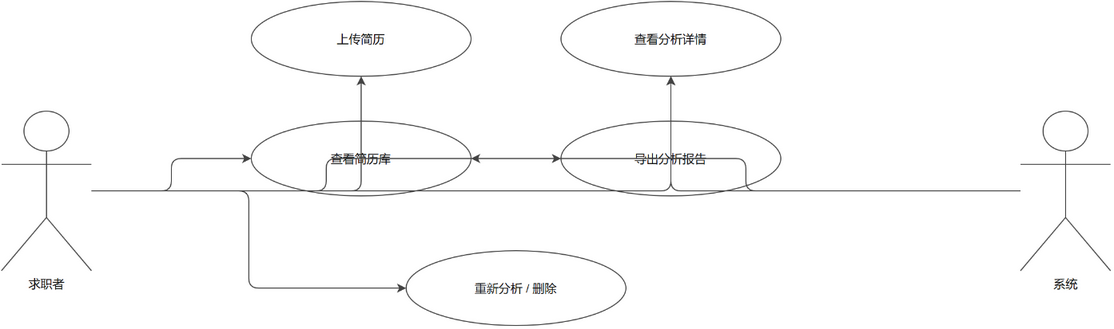 上传简历
查看分析详情
查看简历库
导出分析报告
求职者
系统
重新分析 / 删除